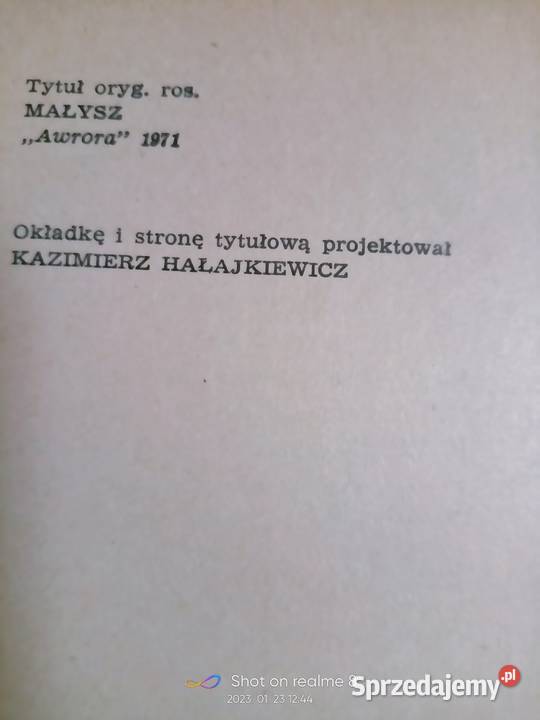 Tytuł oryg. ros.
MAŁYSZ
„Awrora” 1971
Okładkę i stronę tytułową projektował
KAZIMIERZ HAŁAJKIEWICZ
Shot on realme 8
2023.01.23 12:44
Sprzedajemy.pl